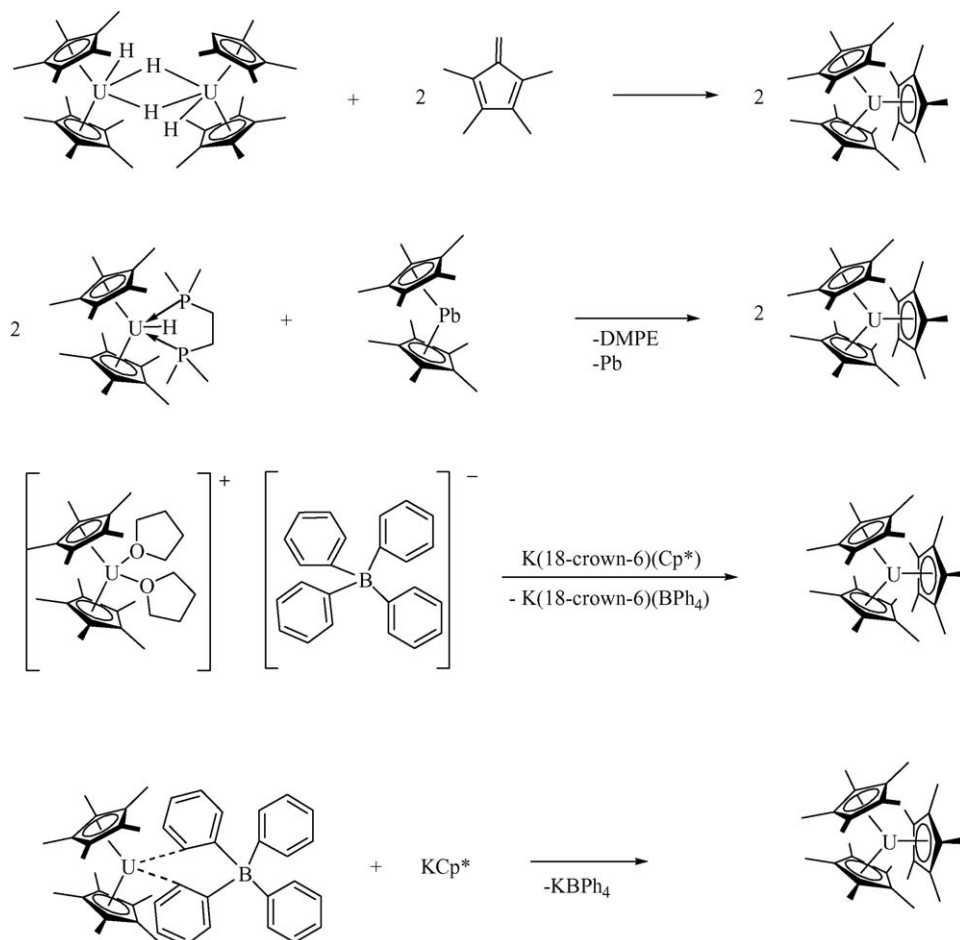 H H
U H U
H
+ 2 2 U
2 U H P P + Pb -DMPE
-Pb 2 U
+ −
U O O B K(18-crown-6)(Cp*)
- K(18-crown-6)(BPh₄) U
U B + KCp* -KBPh₄ U